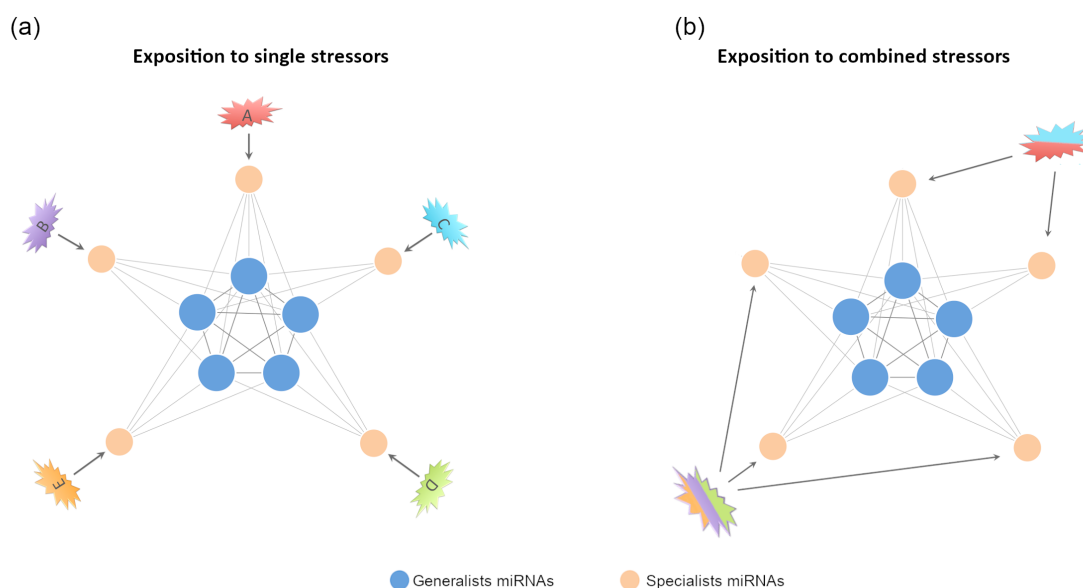 (a)
Exposition to single stressors
A
B
C
E
D
(b)
Exposition to combined stressors
Generalists miRNAs
Specialists miRNAs